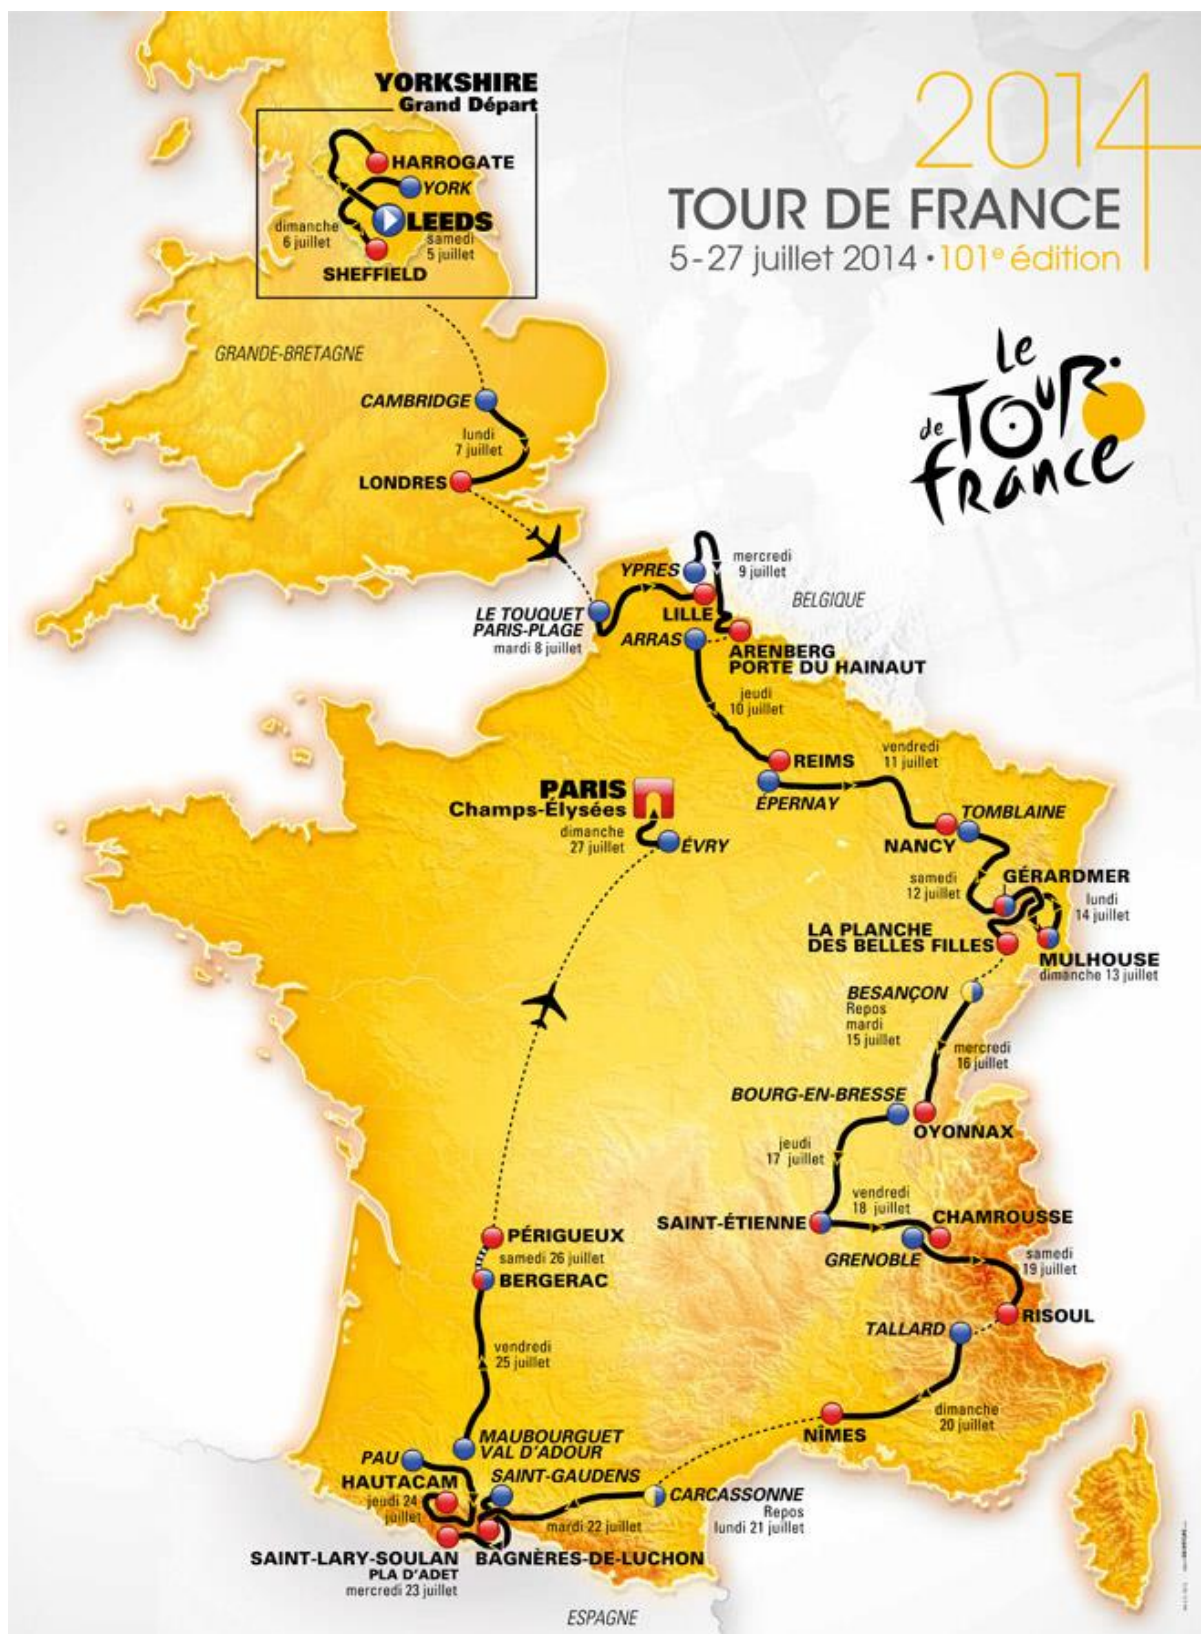 YORKSHIRE
Grand Départ
2014
TOUR DE FRANCE
5-27 juillet 2014 • 101e édition
HARROGATE
YORK
LEEDS
dimanche
6 juillet
samedi
5 juillet
SHEFFIELD
Le
de TOUR
fRance
GRANDE-BRETAGNE
CAMBRIDGE
lundi
7 juillet
LONDRES
YPRES
mercredi
9 juillet
BELGIQUE
LE TOUQUET
PARIS-PLAGE
mardi 8 juillet
LILLE
ARRAS
ARENBERG
PORTE DU HAINAUT
jeudi
10 juillet
REIMS
vendredi
11 juillet
ÉPERNAY
PARIS
Champs-Élysées
dimanche
27 juillet
ÉVRY
TOMBLAINE
NANCY
samedi
12 juillet
GÉRARDMER
lundi
14 juillet
LA PLANCHE
DES BELLES FILLES
MULHOUSE
dimanche 13 juillet
BESANÇON
Repos
mardi
15 juillet
mercredi
16 juillet
BOURG-EN-BRESSE
OYONNAX
jeudi
17 juillet
vendredi
18 juillet
SAINT-ÉTIENNE
CHAMROUSSE
GRENOBLE
samedi
19 juillet
RISOUL
TALLARD
dimanche
20 juillet
NÎMES
PÉRIGUEUX
samedi 26 juillet
BERGERAC
vendredi
25 juillet
MAUBOURGUET
VAL D'ADOUR
PAU
SAINT-GAUDENS
HAUTACAM
jeudi 24
juillet
CARCASSONNE
Repos
lundi 21 juillet
mardi 22 juillet
SAINT-LARY-SOULAN
PLA D'ADET
mercredi 23 juillet
BAGNÈRES-DE-LUCHON
ESPAGNE